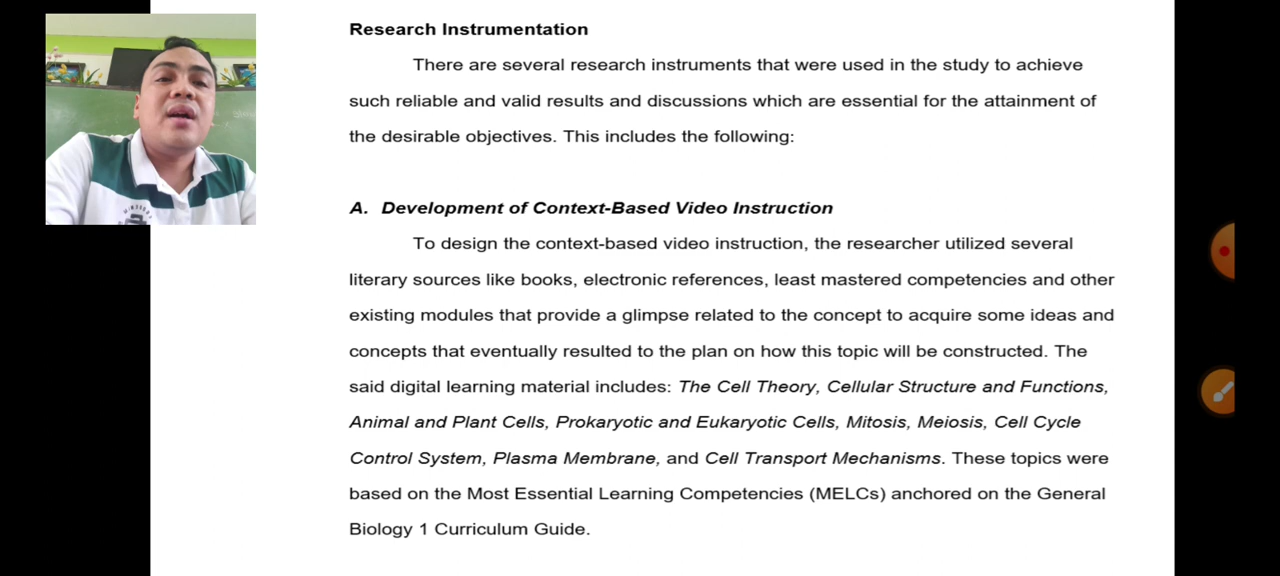 Research Instrumentation
There are several research instruments that were used in the study to achieve
such reliable and valid results and discussions which are essential for the attainment of
the desirable objectives. This includes the following:
A. Development of Context-Based Video Instruction
To design the context-based video instruction, the researcher utilized several
literary sources like books, electronic references, least mastered competencies and other
existing modules that provide a glimpse related to the concept to acquire some ideas and
concepts that eventually resulted to the plan on how this topic will be constructed. The
said digital learning material includes: The Cell Theory, Cellular Structure and Functions,
Animal and Plant Cells, Prokaryotic and Eukaryotic Cells, Mitosis, Meiosis, Cell Cycle
Control System, Plasma Membrane, and Cell Transport Mechanisms. These topics were
based on the Most Essential Learning Competencies (MELCs) anchored on the General
Biology 1 Curriculum Guide.